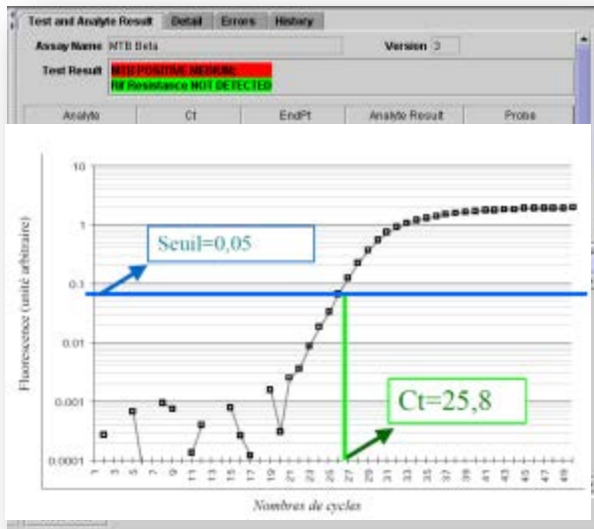 Test and Analyte Result Detail Errors History
Assay Name MTB Beta Version 3
Test Result MTB POSITIVE MEDIUM;
Rif Resistance NOT DETECTED
Analyte Ct EndPt Analyte Result Probe
10
1
0.1
0.01
0.001
0.0001
Fluorescence (unité arbitraire)
Seuil=0,05
Ct=25,8
1 3 5 7 9 11 13 15 17 19 21 23 25 27 29 31 33 35 37 39 41 43 45 47 49
Nombres de cycles